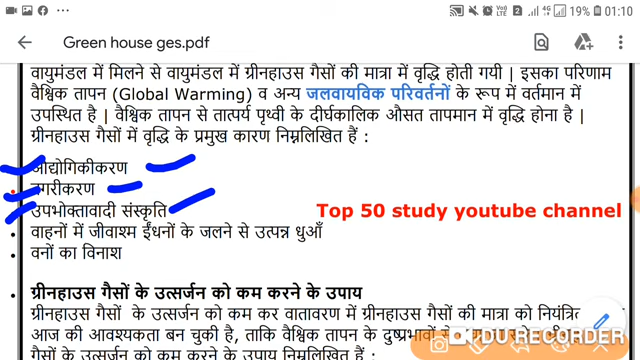 19% 01:10
Green house ges.pdf
वायुमंडल में मिलने से वायुमंडल में ग्रीनहाउस गैसों की मात्रा में वृद्धि होती गयी | इसका परिणाम
वैश्विक तापन (Global Warming) व अन्य जलवायविक परिवर्तनों के रूप में वर्तमान में
उपस्थित है | वैश्विक तापन से तात्पर्य पृथ्वी के दीर्घकालिक औसत तापमान में वृद्धि होना है |
ग्रीनहाउस गैसों में वृद्धि के प्रमुख कारण निम्नलिखित हैं :
औद्योगिकीकरण
नगरीकरण
उपभोक्तावादी संस्कृति
Top 50 study youtube channel
वाहनों में जीवाश्म ईंधनों के जलने से उत्पन्न धुआँ
वनों का विनाश
ग्रीनहाउस गैसों के उत्सर्जन को कम करने के उपाय
ग्रीनहाउस गैसों के उत्सर्जन को कम कर वातावरण में ग्रीनहाउस गैसों की मात्रा को नियंत्रित
आज की आवश्यकता बन चुकी है, ताकि वैश्विक तापन के दुष्प्रभावों से
DU RECORDER
गैसों के उत्सर्जन को कम करने के उपाय निम्नलिखित हैं :